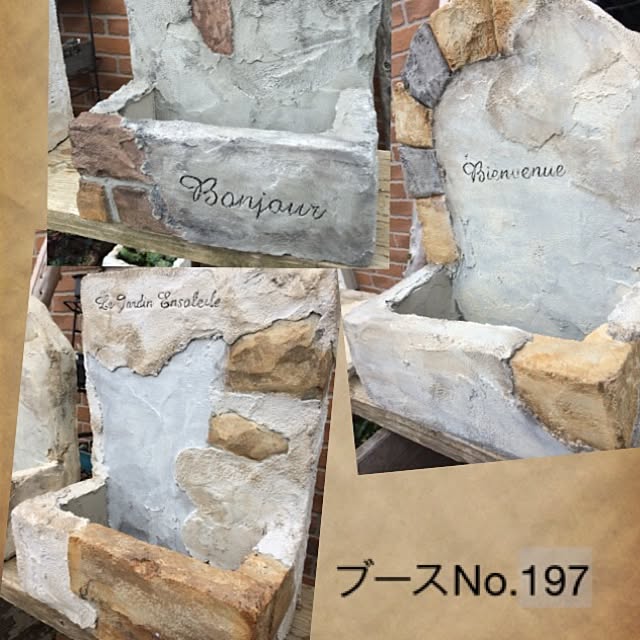 Bonjour
Bienvenue
Le Jardin Ensoleile
ブースNo.197